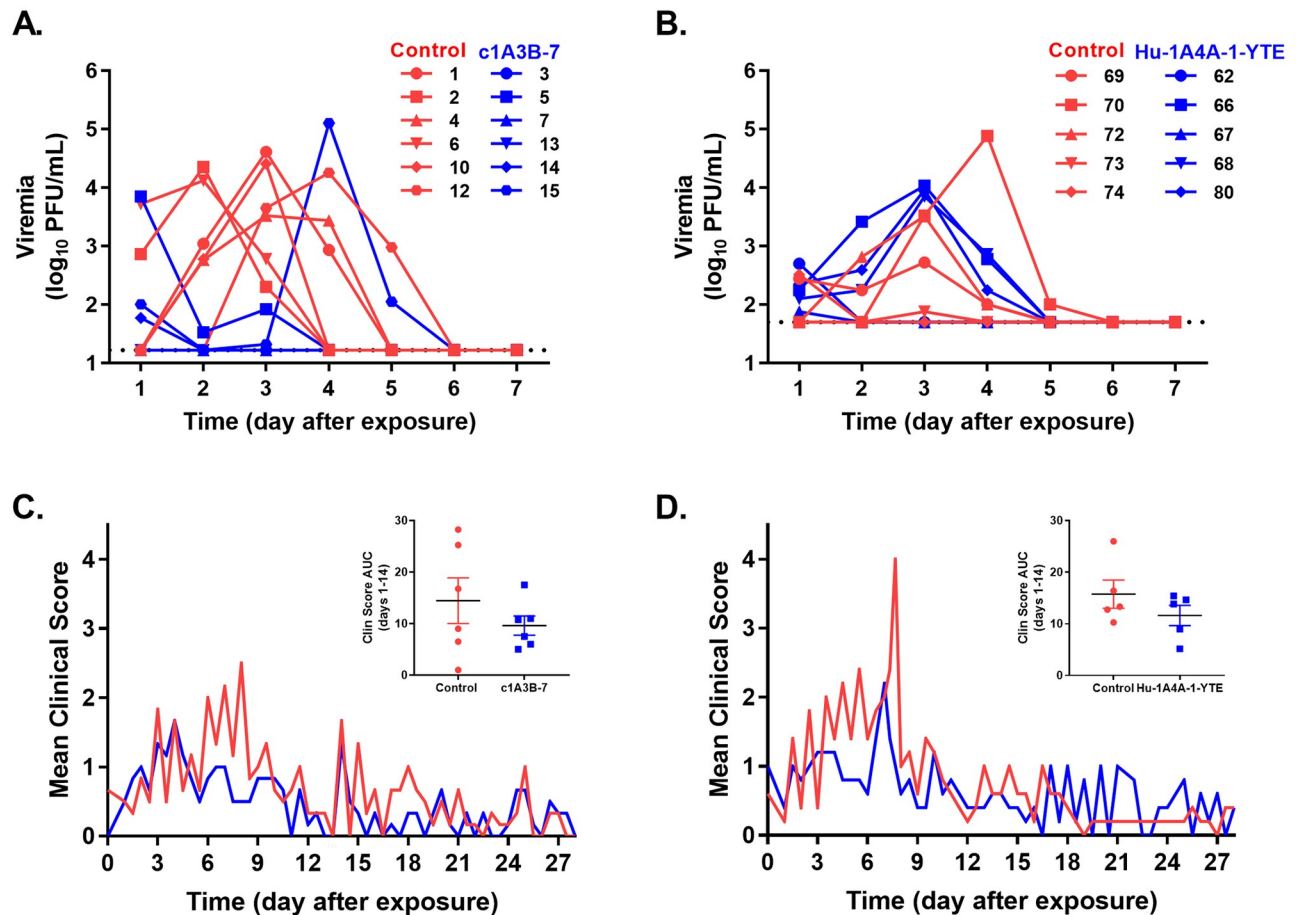 A.
Control c1A3B-7
1 3
2 5
4 7
6 13
10 14
12 15
6
5
4
3
2
1
Viremia
(log10 PFU/mL)
1 2 3 4 5 6 7
Time (day after exposure)
B.
Control Hu-1A4A-1-YTE
69 62
70 66
72 67
73 68
74 80
6
5
4
3
2
1
Viremia
(log10 PFU/mL)
1 2 3 4 5 6 7
Time (day after exposure)
C.
4
3
2
1
0
Mean Clinical Score
0 3 6 9 12 15 18 21 24 27
Time (day after exposure)
30
20
10
0
Clin Score AUC
(days 1-14)
Control c1A3B-7
D.
4
3
2
1
0
Mean Clinical Score
0 3 6 9 12 15 18 21 24 27
Time (day after exposure)
30
20
10
0
Clin Score AUC
(days 1-14)
Control Hu-1A4A-1-YTE